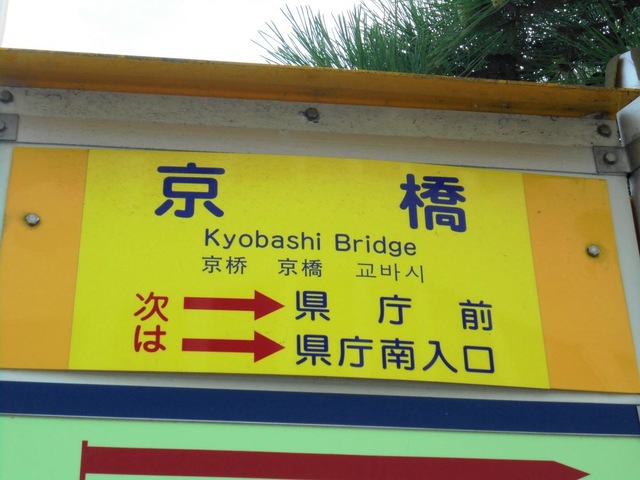 京橋
Kyobashi Bridge
京桥 京橋 교바시
次は 県庁前
県庁南入口